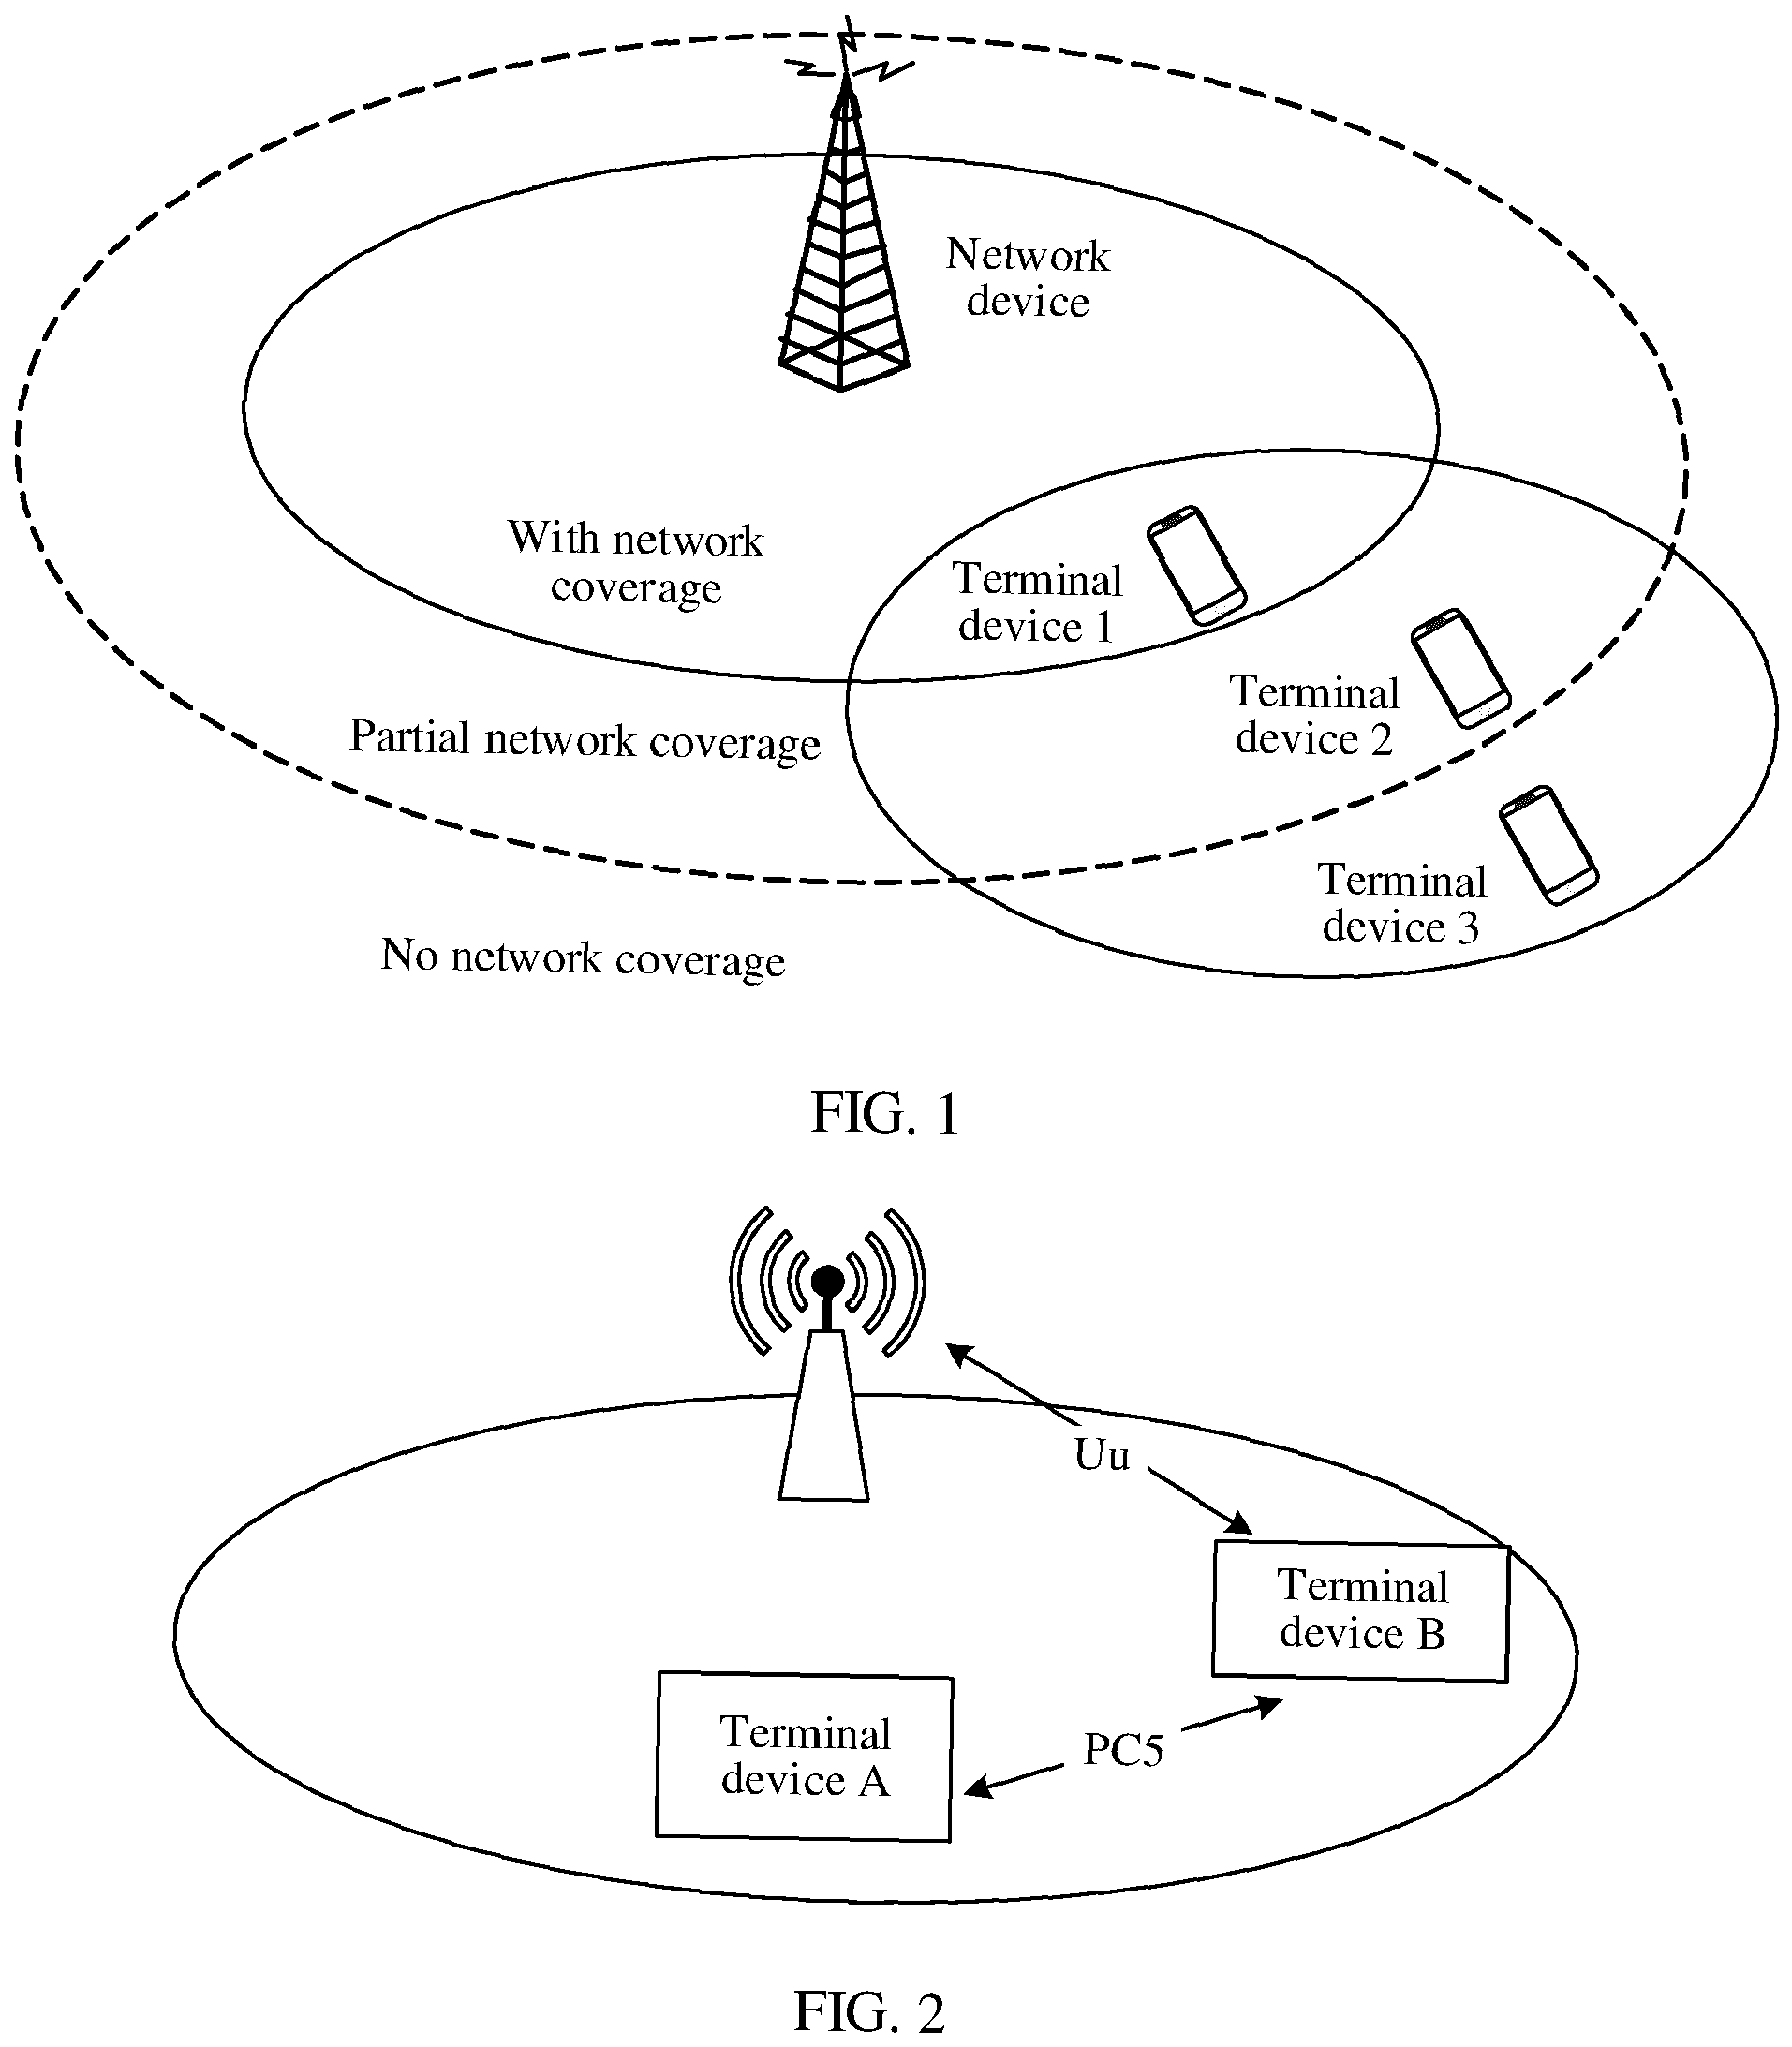 Network
device
With network
coverage
Terminal
device 1
Terminal
device 2
Partial network coverage
Terminal
device 3
No network coverage
FIG. 1
Uu
Terminal
device B
Terminal
device A
PC5
FIG. 2